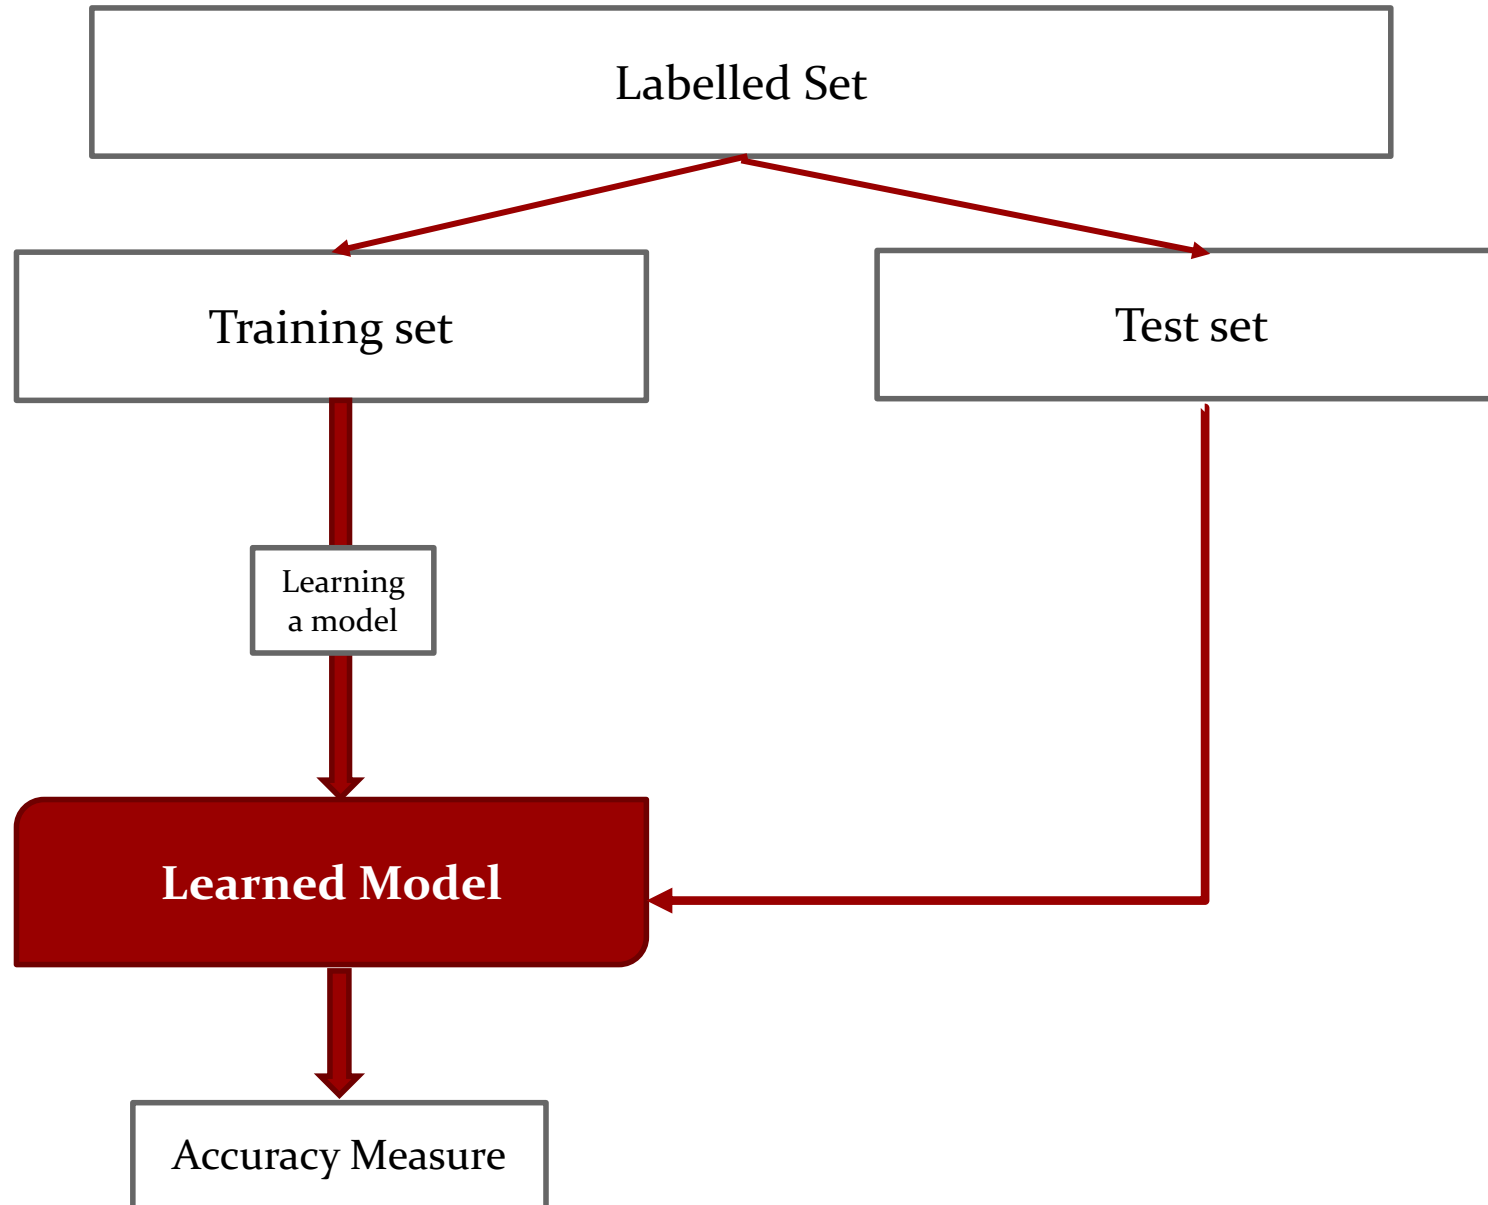 Labelled Set
Training set
Test set
Learning
a model
Learned Model
Accuracy Measure